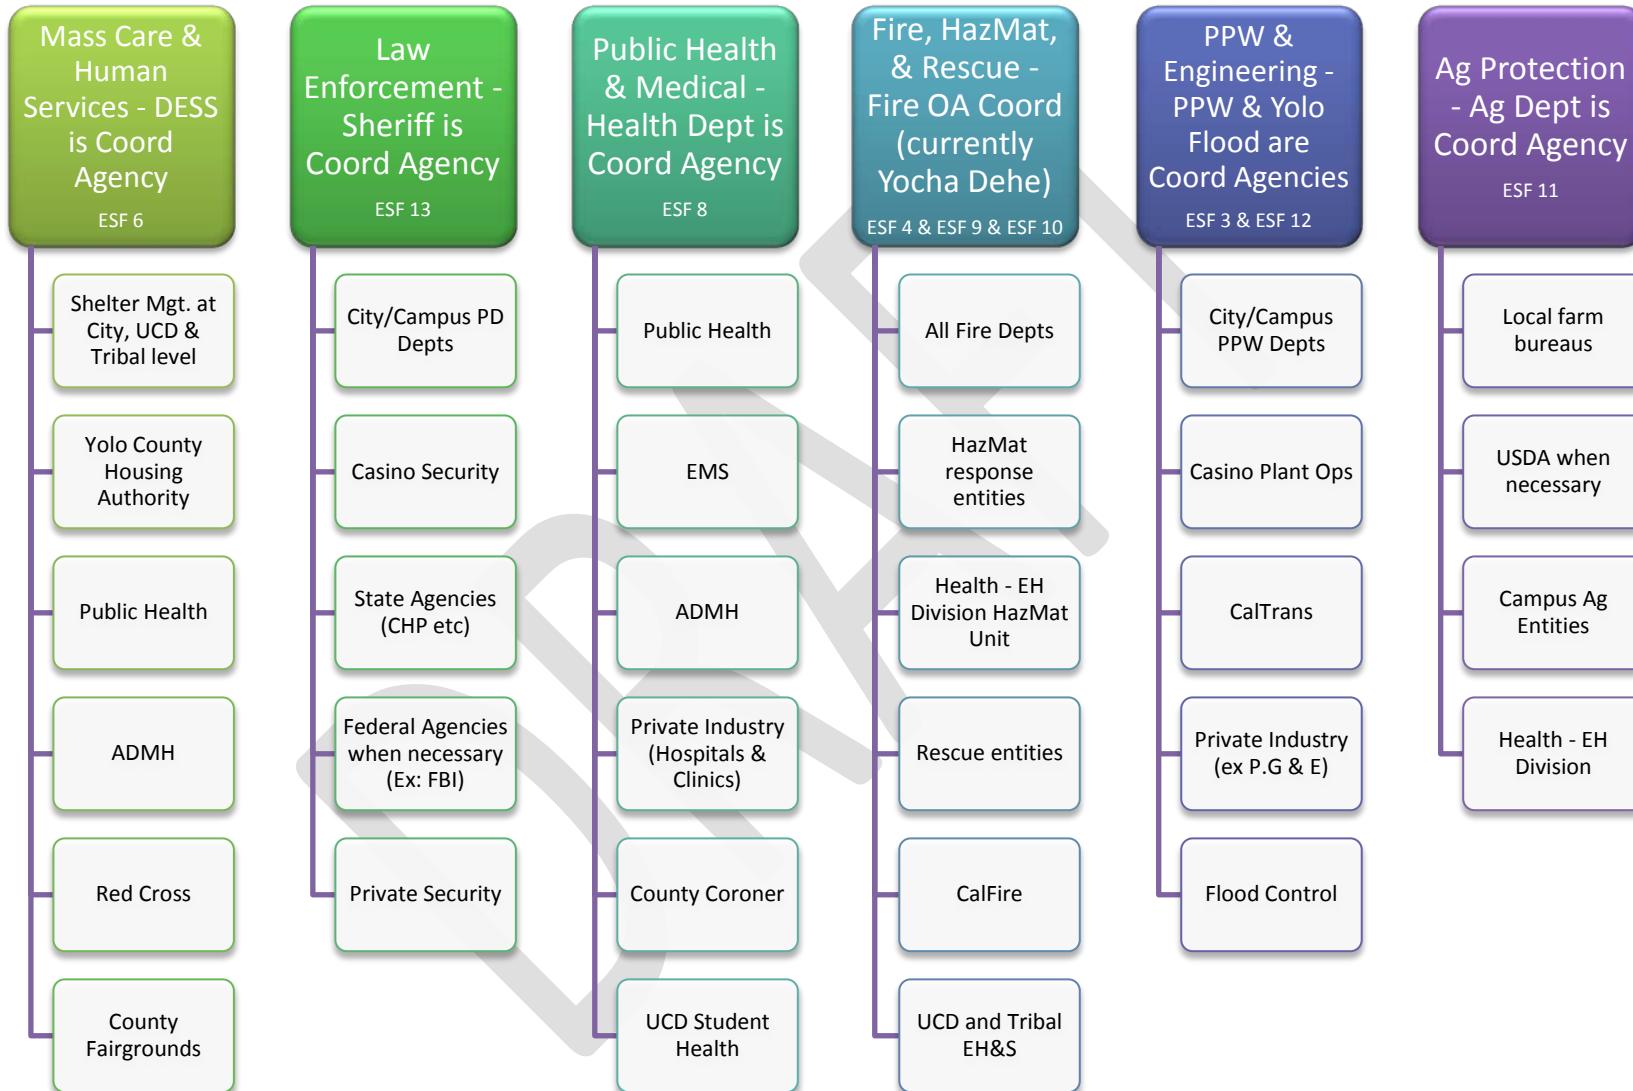 Mass Care &
Human
Services - DESS
is Coord
Agency
ESF 6
Shelter Mgt. at
City, UCD &
Tribal level
Yolo County
Housing
Authority
Public Health
ADMH
Red Cross
County
Fairgrounds
Law
Enforcement -
Sheriff is
Coord Agency
ESF 13
City/Campus PD
Depts
Casino Security
State Agencies
(CHP etc)
Federal Agencies
when necessary
(Ex: FBI)
Private Security
Public Health
& Medical -
Health Dept is
Coord Agency
ESF 8
Public Health
EMS
ADMH
Private Industry
(Hospitals &
Clinics)
County Coroner
UCD Student
Health
Fire, HazMat,
& Rescue -
Fire OA Coord
(currently
Yocha Dehe)
ESF 4 & ESF 9 & ESF 10
All Fire Depts
HazMat
response
entities
Health - EH
Division HazMat
Unit
Rescue entities
CalFire
UCD and Tribal
EH&S
PPW &
Engineering -
PPW & Yolo
Flood are
Coord Agencies
ESF 3 & ESF 12
City/Campus
PPW Depts
Casino Plant Ops
CalTrans
Private Industry
(ex P.G & E)
Flood Control
Ag Protection
- Ag Dept is
Coord Agency
ESF 11
Local farm
bureaus
USDA when
necessary
Campus Ag
Entities
Health - EH
Division
DRAFT